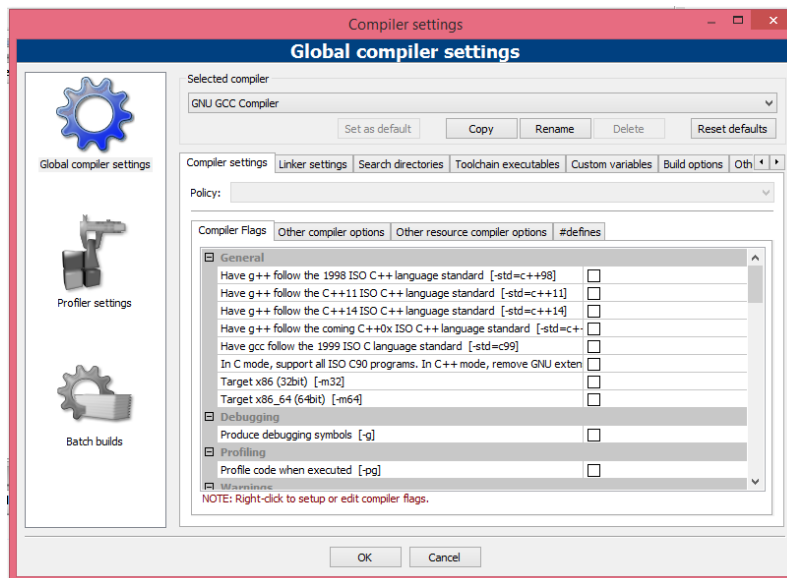 Compiler settings
Global compiler settings
Global compiler settings
Profiler settings
Batch builds
Selected compiler
GNU GCC Compiler
Set as default Copy Rename Delete Reset defaults
Compiler settings Linker settings Search directories Toolchain executables Custom variables Build options Oth
Policy:
Compiler Flags Other compiler options Other resource compiler options #defines
General
Have g++ follow the 1998 ISO C++ language standard [-std=c++98]
Have g++ follow the C++11 ISO C++ language standard [-std=c++11]
Have g++ follow the C++14 ISO C++ language standard [-std=c++14]
Have g++ follow the coming C++0x ISO C++ language standard [-std=c+
Have gcc follow the 1999 ISO C language standard [-std=c99]
In C mode, support all ISO C90 programs. In C++ mode, remove GNU exten
Target x86 (32bit) [-m32]
Target x86_64 (64bit) [-m64]
Debugging
Produce debugging symbols [-g]
Profiling
Profile code when executed [-pg]
Warnings
NOTE: Right-click to setup or edit compiler flags.
OK Cancel